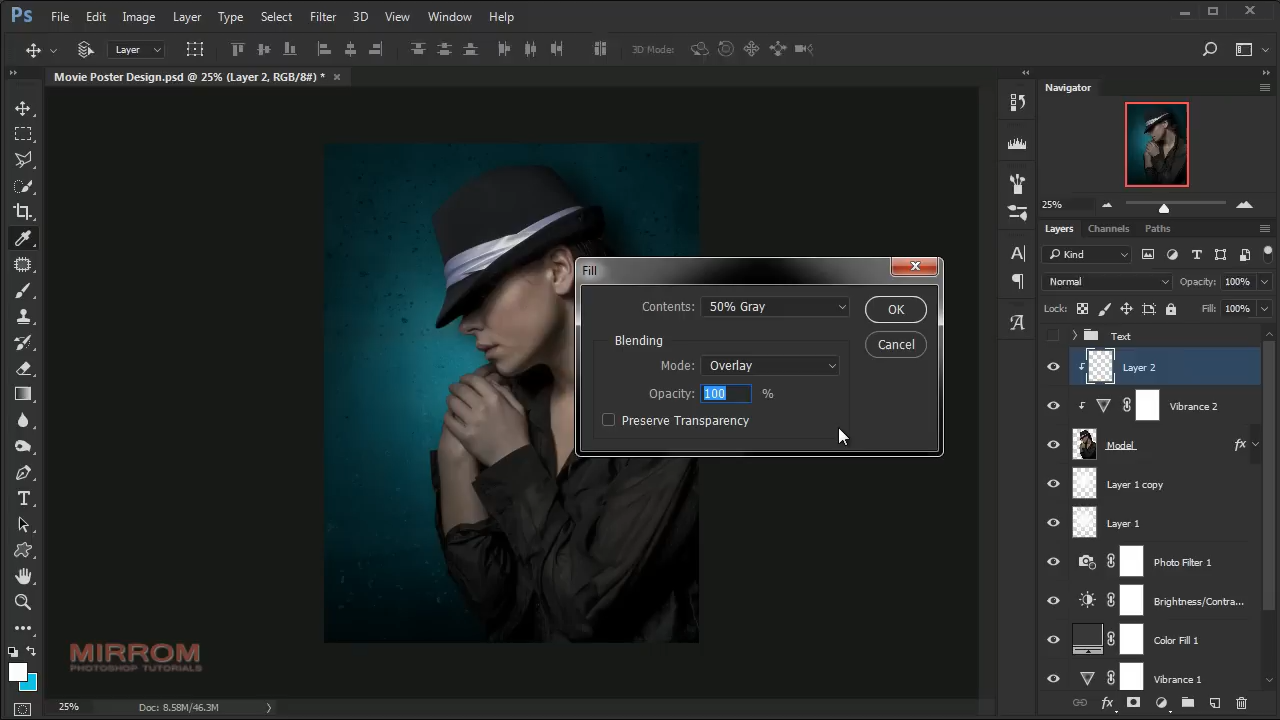 Ps File Edit Image Layer Type Select Filter 3D View Window Help
Layer 3D Mode:
Movie Poster Design.psd @ 25% (Layer 2, RGB/8#) * ×
Navigator
25%
Layers Channels Paths
Kind
Normal Opacity: 100%
Lock: Fill: 100%
Text
Layer 2
Vibrance 2
Model fx
Layer 1 copy
Layer 1
Photo Filter 1
Brightness/Contra...
Color Fill 1
Vibrance 1
fx
Fill
Contents: 50% Gray OK
Blending Cancel
Mode: Overlay
Opacity: 100 %
Preserve Transparency
MIRROM
PHOTOSHOP TUTORIALS
25% Doc: 8.58M/46.3M